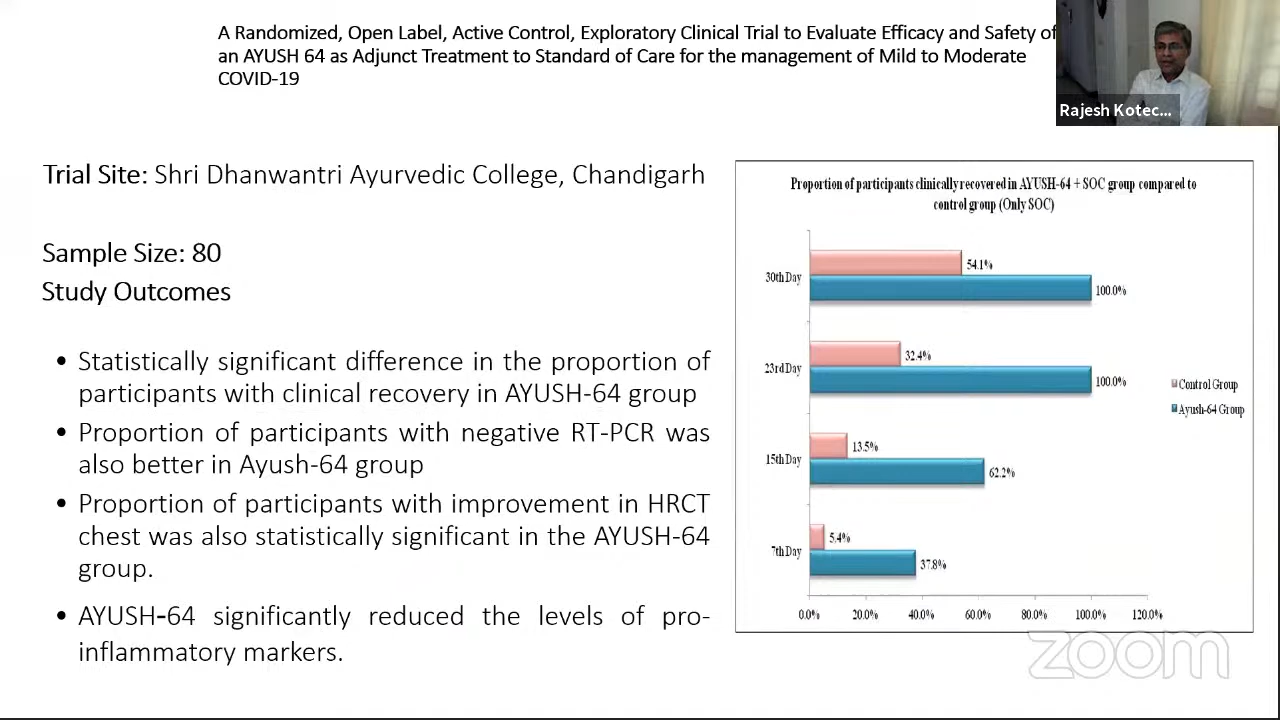 A Randomized, Open Label, Active Control, Exploratory Clinical Trial to Evaluate Efficacy and Safety of
an AYUSH 64 as Adjunct Treatment to Standard of Care for the management of Mild to Moderate
COVID-19
Rajesh Kotec...
Trial Site: Shri Dhanwantri Ayurvedic College, Chandigarh
Sample Size: 80
Study Outcomes
• Statistically significant difference in the proportion of
participants with clinical recovery in AYUSH-64 group
• Proportion of participants with negative RT-PCR was
also better in Ayush-64 group
• Proportion of participants with improvement in HRCT
chest was also statistically significant in the AYUSH-64
group.
• AYUSH-64 significantly reduced the levels of pro-
inflammatory markers.
Proportion of participants clinically recovered in AYUSH-64 + SOC group compared to
control group (Only SOC)
30th Day
54.1%
100.0%
23rd Day
32.4%
100.0%
15th Day
13.5%
62.2%
7th Day
5.4%
37.8%
0.0% 20.0% 40.0% 60.0% 80.0% 100.0% 120.0%
Control Group
Ayush-64 Group
zoom